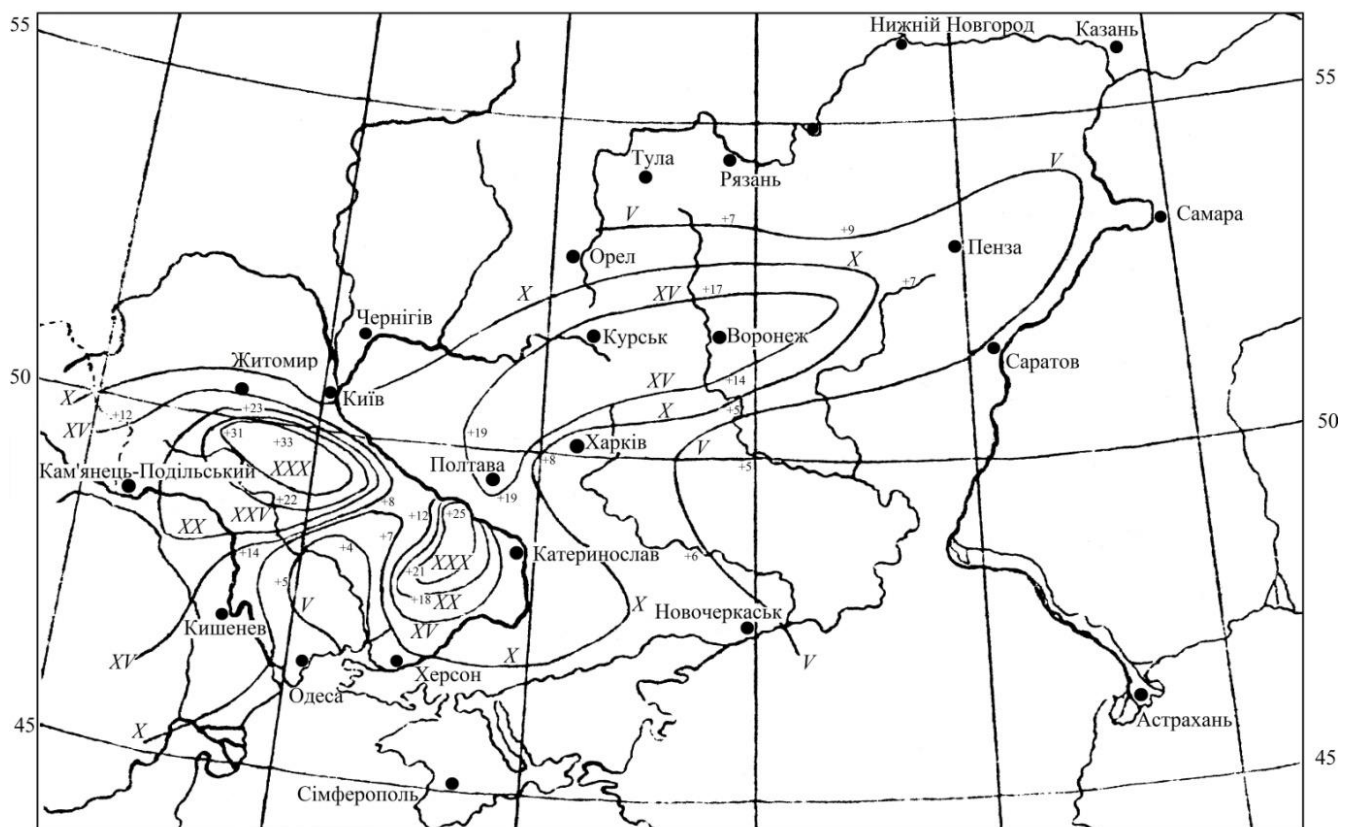 55
Нижній Новгород
Казань
55
Тула
Рязань
V
V
+7
+9
Самара
Пенза
Орел
X
X
XV
+17
+7
Чернігів
Курськ
Воронеж
Житомир
Саратов
50
Київ
X
XV
+14
+12
+23
X
+5
50
XV
+31
+33
+19
Харків
V
Кам'янець-Подільський
XXX
Полтава
+8
+5
+22
+19
XXV
+8
+12
+25
XX
+7
+14
+4
Катеринослав
XXX
+6
+5
+21
V
+18
XX
Новочеркаськ
X
Кишенев
XV
XV
X
V
Херсон
Одеса
Астрахань
45
X
45
Сімферополь